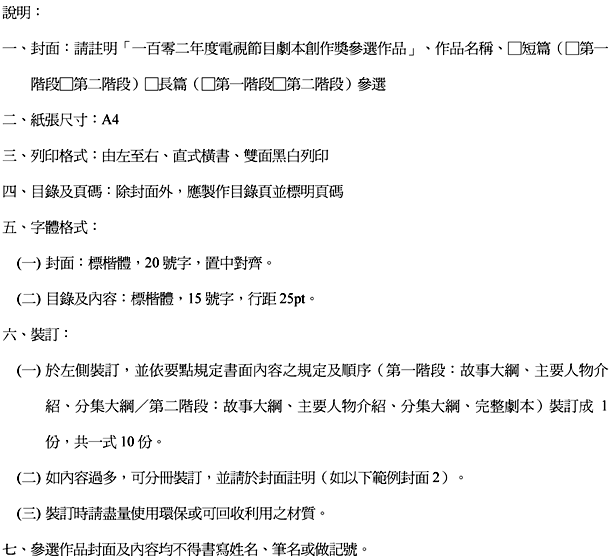 說明：
一、封面：請註明「一百零二年度電視節目劇本創作獎參選作品」、作品名稱、□短篇（□第一
階段□第二階段）□長篇（□第一階段□第二階段）參選
二、紙張尺寸：A4
三、列印格式：由左至右、直式橫書、雙面黑白列印
四、目錄及頁碼：除封面外，應製作目錄頁並標明頁碼
五、字體格式：
(一) 封面：標楷體，20 號字，置中對齊。
(二) 目錄及內容：標楷體，15 號字，行距 25pt。
六、裝訂：
(一) 於左側裝訂，並依要點規定書面內容之規定及順序（第一階段：故事大綱、主要人物介
紹、分集大綱／第二階段：故事大綱、主要人物介紹、分集大綱、完整劇本）裝訂成 1
份，共一式 10 份。
(二) 如內容過多，可分冊裝訂，並請於封面註明（如以下範例封面 2）。
(三) 裝訂時請盡量使用環保或可回收利用之材質。
七、參選作品封面及內容均不得書寫姓名、筆名或做記號。